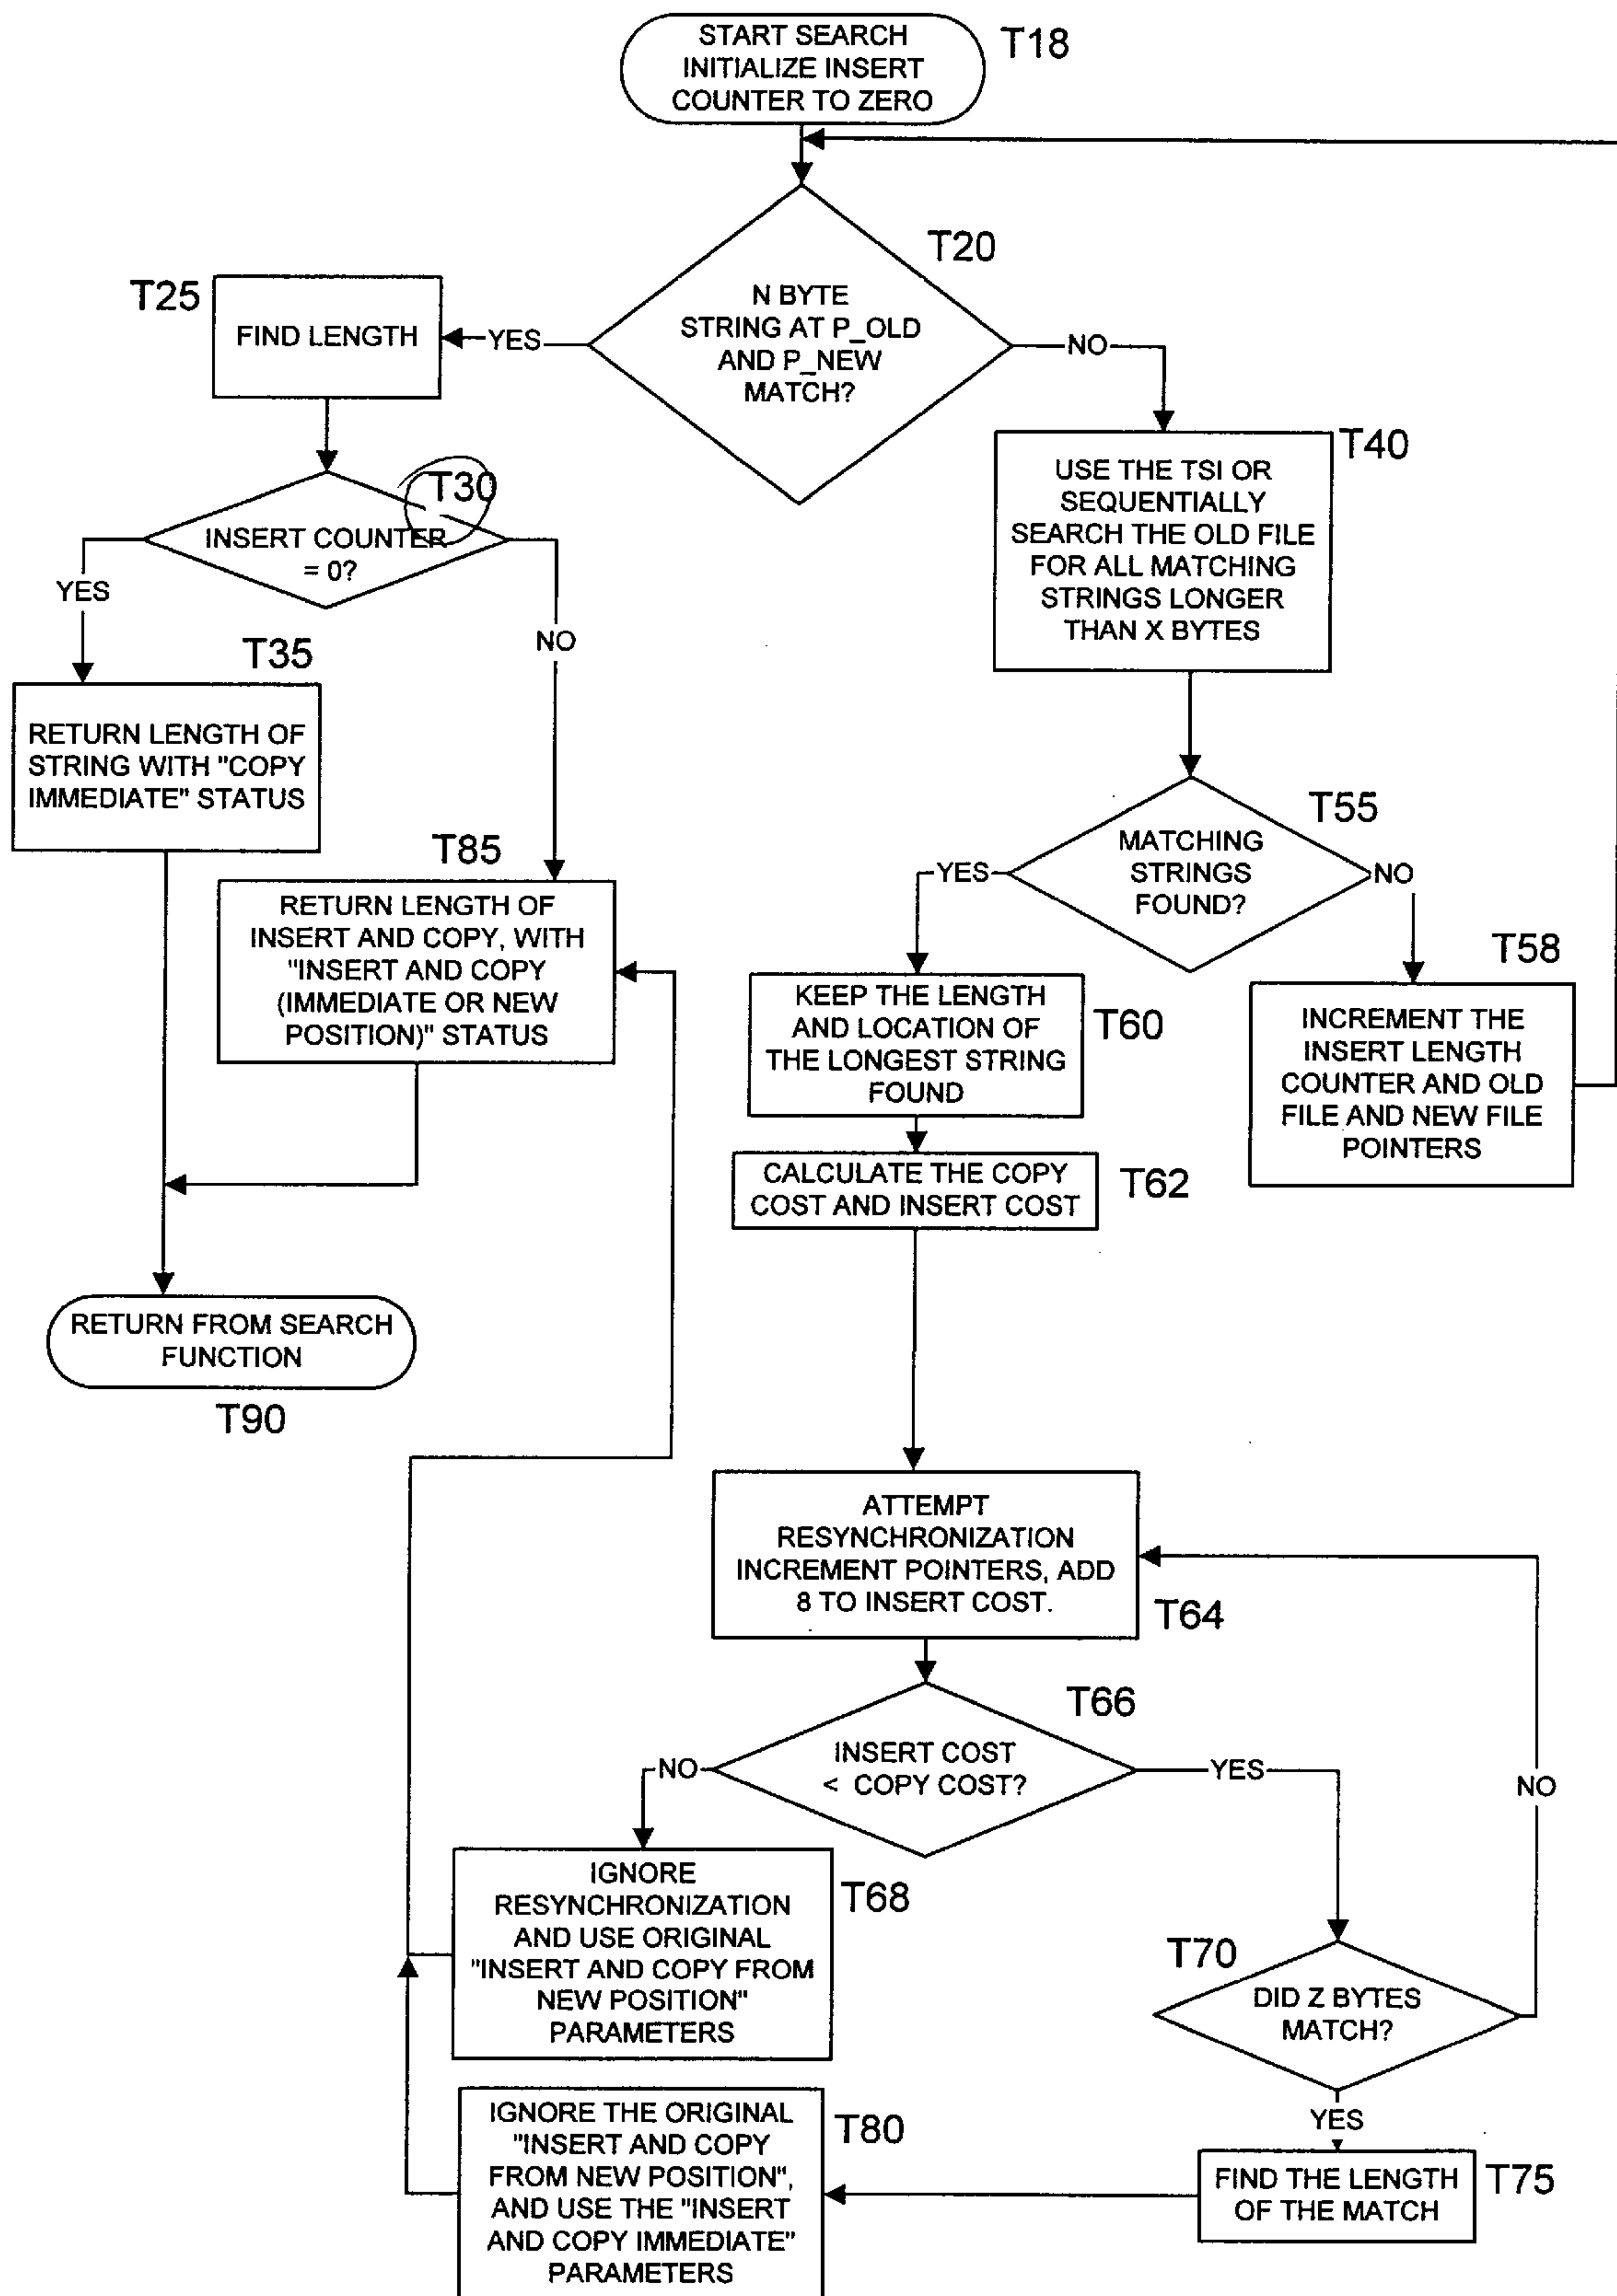 START SEARCH
INITIALIZE INSERT
COUNTER TO ZERO
T18
T20
N BYTE
STRING AT P_OLD
AND P_NEW
MATCH?
YES
NO
T25
FIND LENGTH
T30
INSERT COUNTER
= 0?
YES
NO
T35
RETURN LENGTH OF
STRING WITH "COPY
IMMEDIATE" STATUS
T85
RETURN LENGTH OF
INSERT AND COPY, WITH
"INSERT AND COPY
(IMMEDIATE OR NEW
POSITION)" STATUS
RETURN FROM SEARCH
FUNCTION
T90
T40
USE THE TSI OR
SEQUENTIALLY
SEARCH THE OLD FILE
FOR ALL MATCHING
STRINGS LONGER
THAN X BYTES
T55
MATCHING
STRINGS
FOUND?
YES
NO
T58
INCREMENT THE
INSERT LENGTH
COUNTER AND OLD
FILE AND NEW FILE
POINTERS
KEEP THE LENGTH
AND LOCATION OF
THE LONGEST STRING
FOUND
T60
CALCULATE THE COPY
COST AND INSERT COST
T62
ATTEMPT
RESYNCHRONIZATION
INCREMENT POINTERS, ADD
8 TO INSERT COST.
T64
T66
INSERT COST
< COPY COST?
NO
YES
NO
IGNORE
RESYNCHRONIZATION
AND USE ORIGINAL
"INSERT AND COPY FROM
NEW POSITION"
PARAMETERS
T68
T70
DID Z BYTES
MATCH?
YES
FIND THE LENGTH
OF THE MATCH
T75
IGNORE THE ORIGINAL
"INSERT AND COPY
FROM NEW POSITION",
AND USE THE "INSERT
AND COPY IMMEDIATE"
PARAMETERS
T80